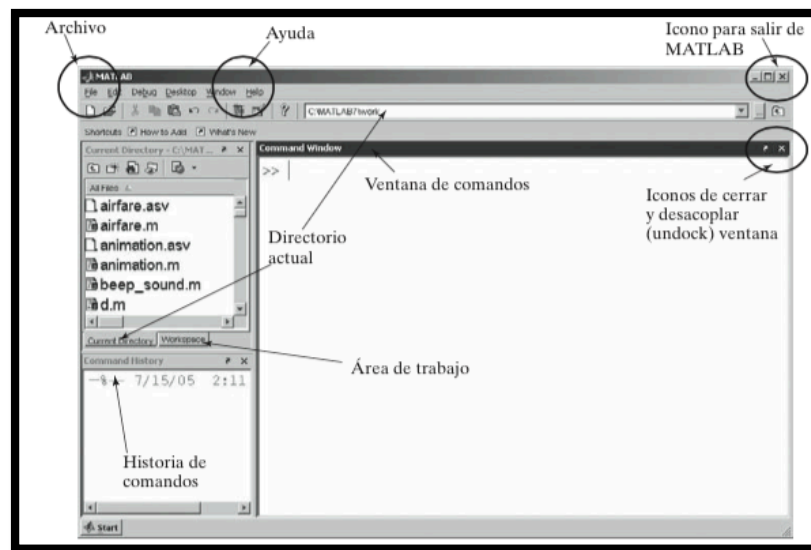 Archivo
Ayuda
Icono para salir de
MATLAB
MATLAB
File Edit Debug Desktop Window Help
C:\MATLAB7\work
Shortcuts How to Add What's New
Current Directory - C:\MAT...
Command Window
All Files
>>
Ventana de comandos
airfare.asv
airfare.m
animation.asv
animation.m
beep_sound.m
d.m
Iconos de cerrar
y desacoplar
(undock) ventana
Directorio
actual
Current Directory Workspace
Command History
Área de trabajo
--%-- 7/15/05 2:11
Historia de
comandos
Start